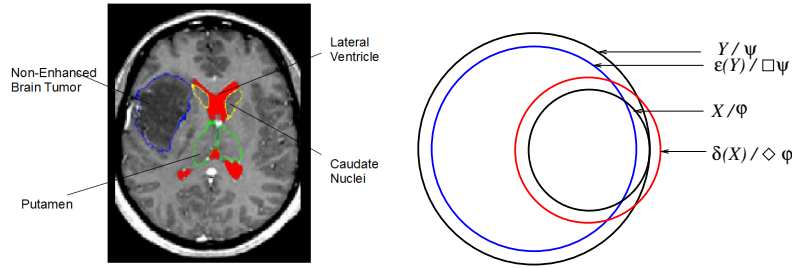 Non-Enhanced
Brain Tumor
Putamen
Lateral
Ventricle
Caudate
Nuclei
Y / ψ
ε(Y) / □ψ
X / φ
δ(X) / ◇ φ